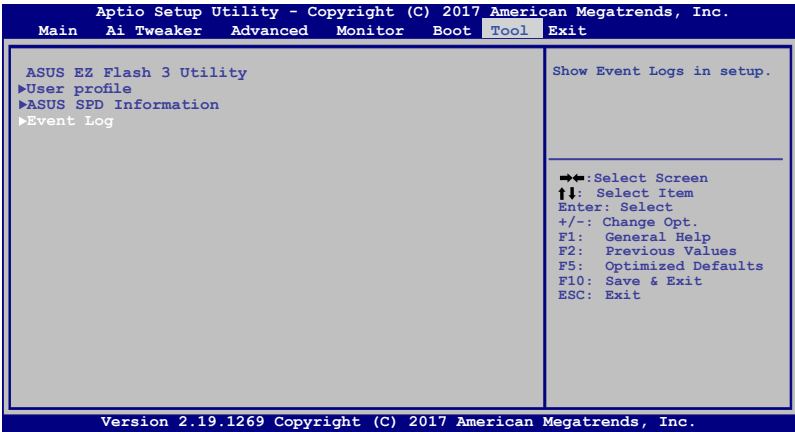 Aptio Setup Utility - Copyright (C) 2017 American Megatrends, Inc.
Main Ai Tweaker Advanced Monitor Boot Tool Exit
ASUS EZ Flash 3 Utility
▶User profile
▶ASUS SPD Information
▶Event Log
Show Event Logs in setup.
→←:Select Screen
↑↓: Select Item
Enter: Select
+/-: Change Opt.
F1: General Help
F2: Previous Values
F5: Optimized Defaults
F10: Save & Exit
ESC: Exit
Version 2.19.1269 Copyright (C) 2017 American Megatrends, Inc.